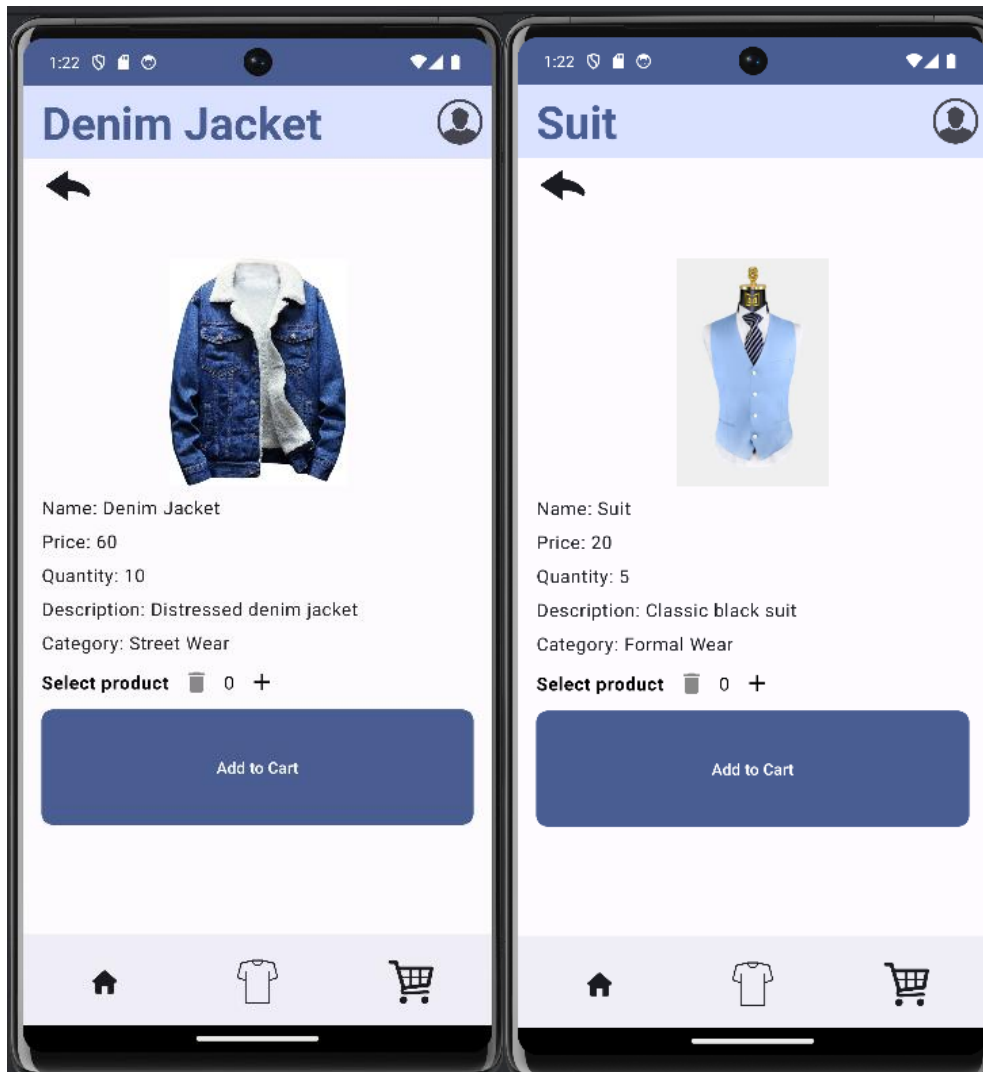 1:22
Denim Jacket
Name: Denim Jacket
Price: 60
Quantity: 10
Description: Distressed denim jacket
Category: Street Wear
Select product 0 +
Add to Cart
1:22
Suit
Name: Suit
Price: 20
Quantity: 5
Description: Classic black suit
Category: Formal Wear
Select product 0 +
Add to Cart